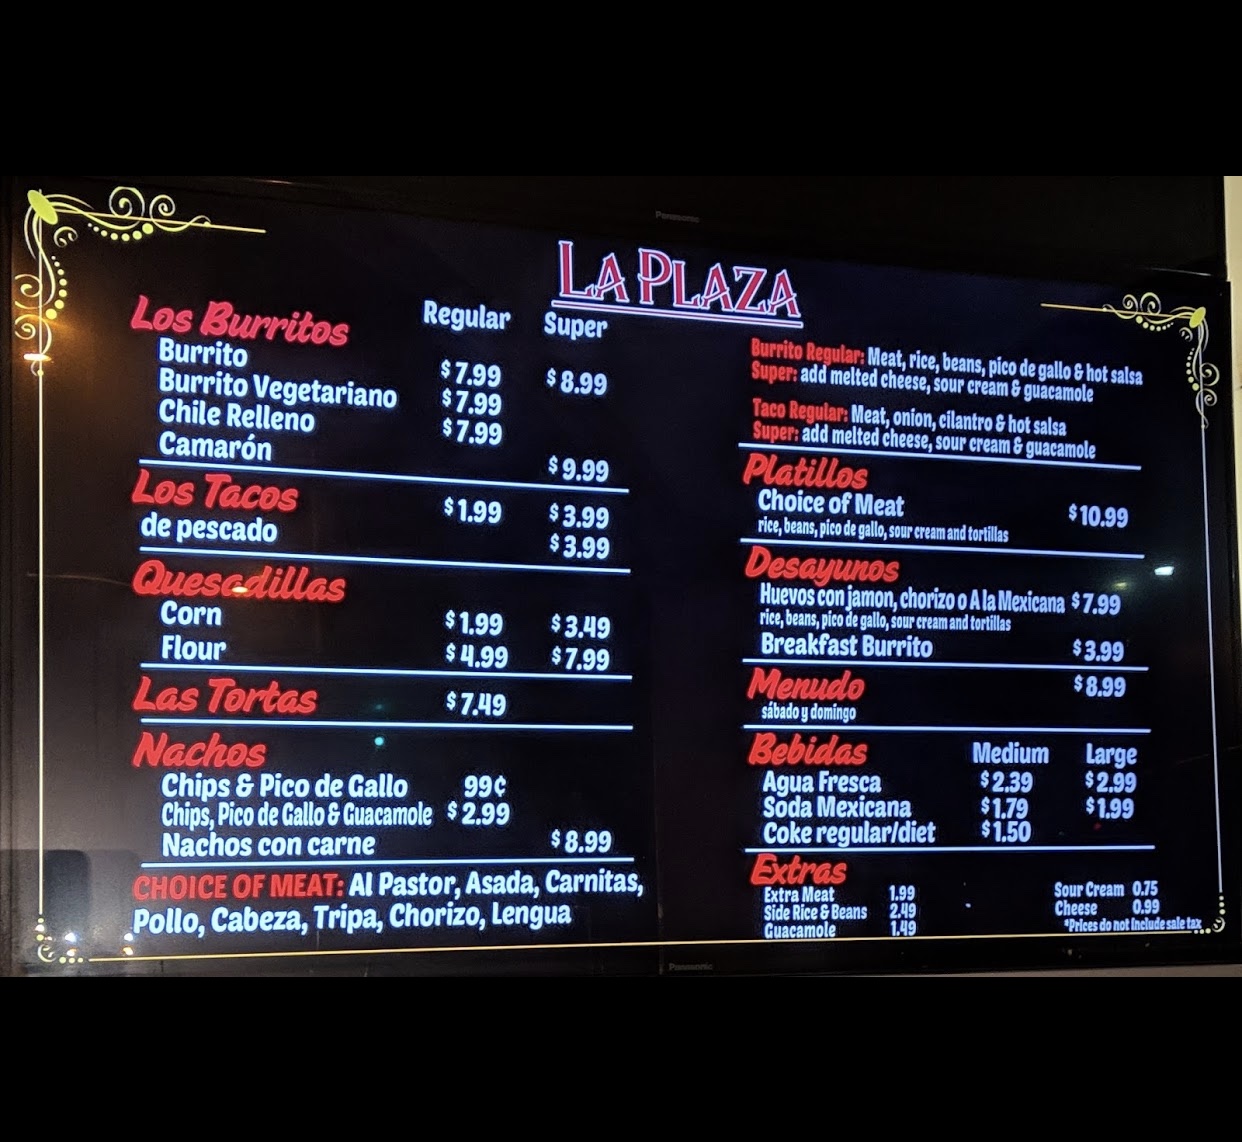 Panasonic
LA PLAZA
Los Burritos Regular Super
Burrito $7.99 $8.99
Burrito Vegetariano $7.99
Chile Relleno $7.99
Camarón $9.99
Los Tacos $1.99 $3.99
de pescado $3.99
Quesadillas
Corn $1.99 $3.49
Flour $4.99 $7.99
Las Tortas $7.49
Nachos
Chips & Pico de Gallo 99¢
Chips, Pico de Gallo & Guacamole $2.99
Nachos con carne $8.99
CHOICE OF MEAT: Al Pastor, Asada, Carnitas,
Pollo, Cabeza, Tripa, Chorizo, Lengua
Burrito Regular: Meat, rice, beans, pico de gallo & hot salsa
Super: add melted cheese, sour cream & guacamole
Taco Regular: Meat, onion, cilantro & hot salsa
Super: add melted cheese, sour cream & guacamole
Platillos
Choice of Meat $10.99
rice, beans, pico de gallo, sour cream and tortillas
Desayunos
Huevos con jamon, chorizo o A la Mexicana $7.99
rice, beans, pico de gallo, sour cream and tortillas
Breakfast Burrito $3.99
Menudo $8.99
sábado y domingo
Bebidas Medium Large
Agua Fresca $2.39 $2.99
Soda Mexicana $1.79 $1.99
Coke regular/diet $1.50
Extras
Extra Meat 1.99
Side Rice & Beans 2.49
Guacamole 1.49
Sour Cream 0.75
Cheese 0.99
*Prices do not include sale tax
Panasonic